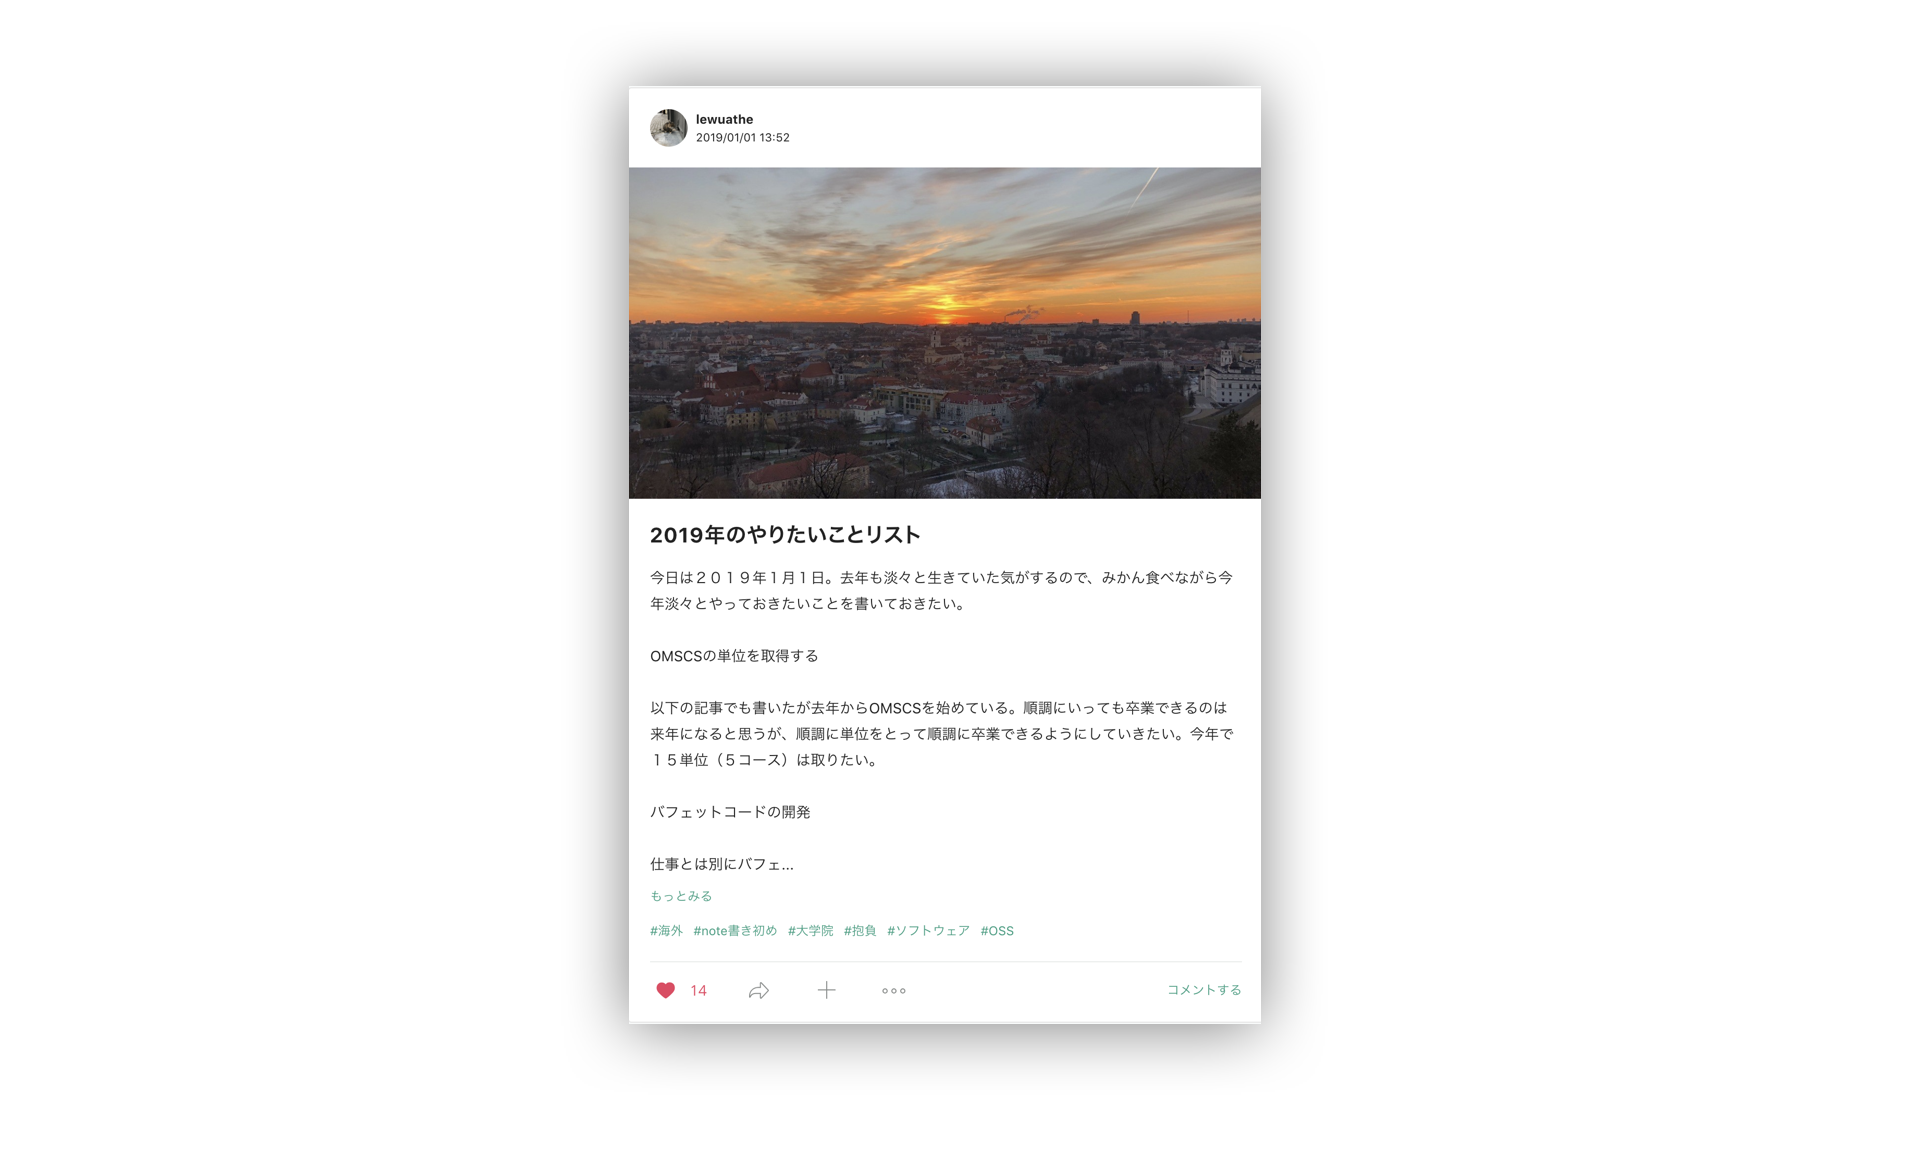 lewuathe
2019/01/01 13:52
2019年のやりたいことリスト
今日は２０１９年１月１日。去年も淡々と生きていた気がするので、みかん食べながら今
年淡々とやっておきたいことを書いておきたい。
OMSCSの単位を取得する
以下の記事でも書いたが去年からOMSCSを始めている。順調にいっても卒業できるのは
来年になると思うが、順調に単位をとって順調に卒業できるようにしていきたい。今年で
１５単位（５コース）は取りたい。
バフェットコードの開発
仕事とは別にバフェ...
もっとみる
#海外 #note書き初め #大学院 #抱負 #ソフトウェア #OSS
14
コメントする